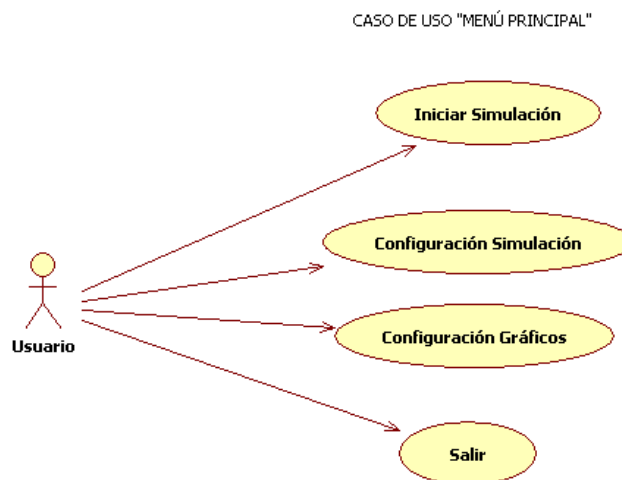 CASO DE USO "MENÚ PRINCIPAL"
Iniciar Simulación
Configuración Simulación
Usuario
Configuración Gráficos
Salir